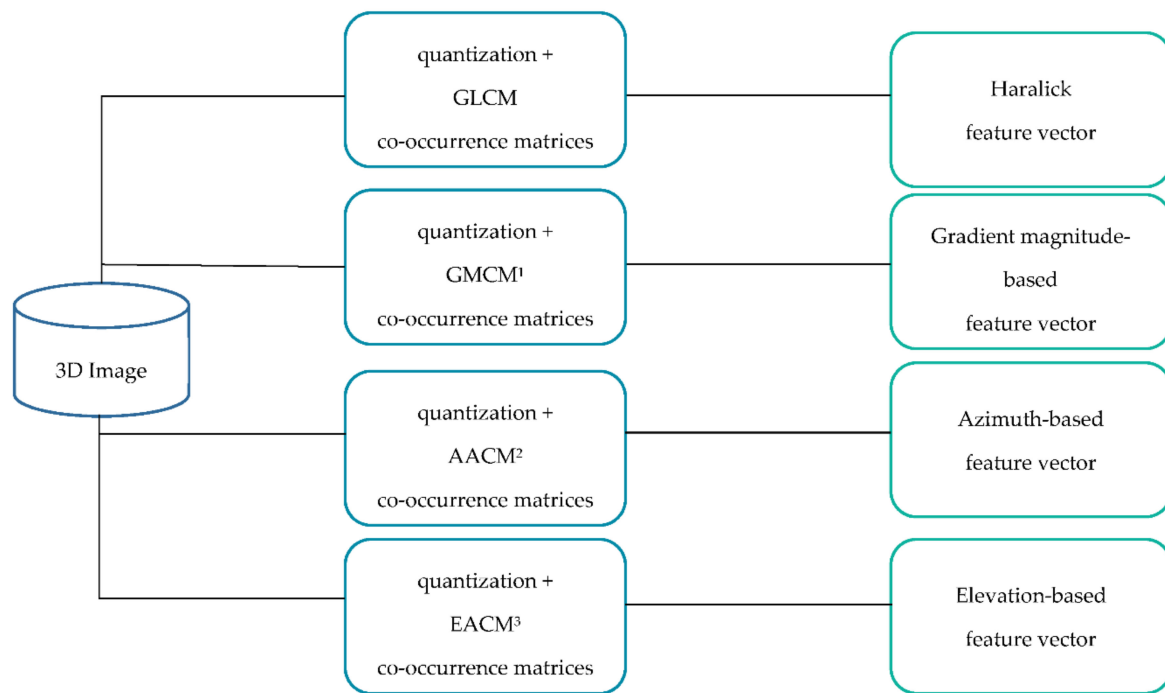 3D Image
quantization +
GLCM
co-occurrence matrices
Haralick
feature vector
quantization +
GMCM¹
co-occurrence matrices
Gradient magnitude-
based
feature vector
quantization +
AACM²
co-occurrence matrices
Azimuth-based
feature vector
quantization +
EACM³
co-occurrence matrices
Elevation-based
feature vector